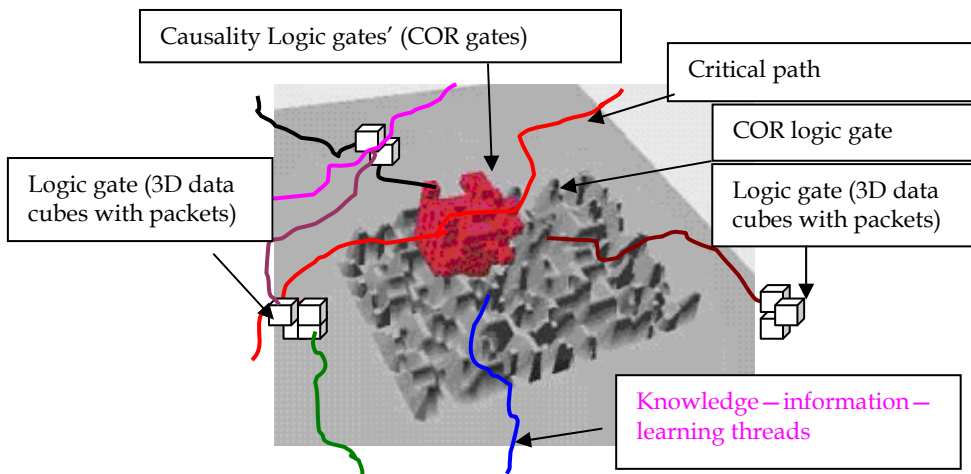 Causality Logic gates’ (COR gates)
Critical path
COR logic gate
Logic gate (3D data
cubes with packets)
Logic gate (3D data
cubes with packets)
Knowledge—information—
learning threads